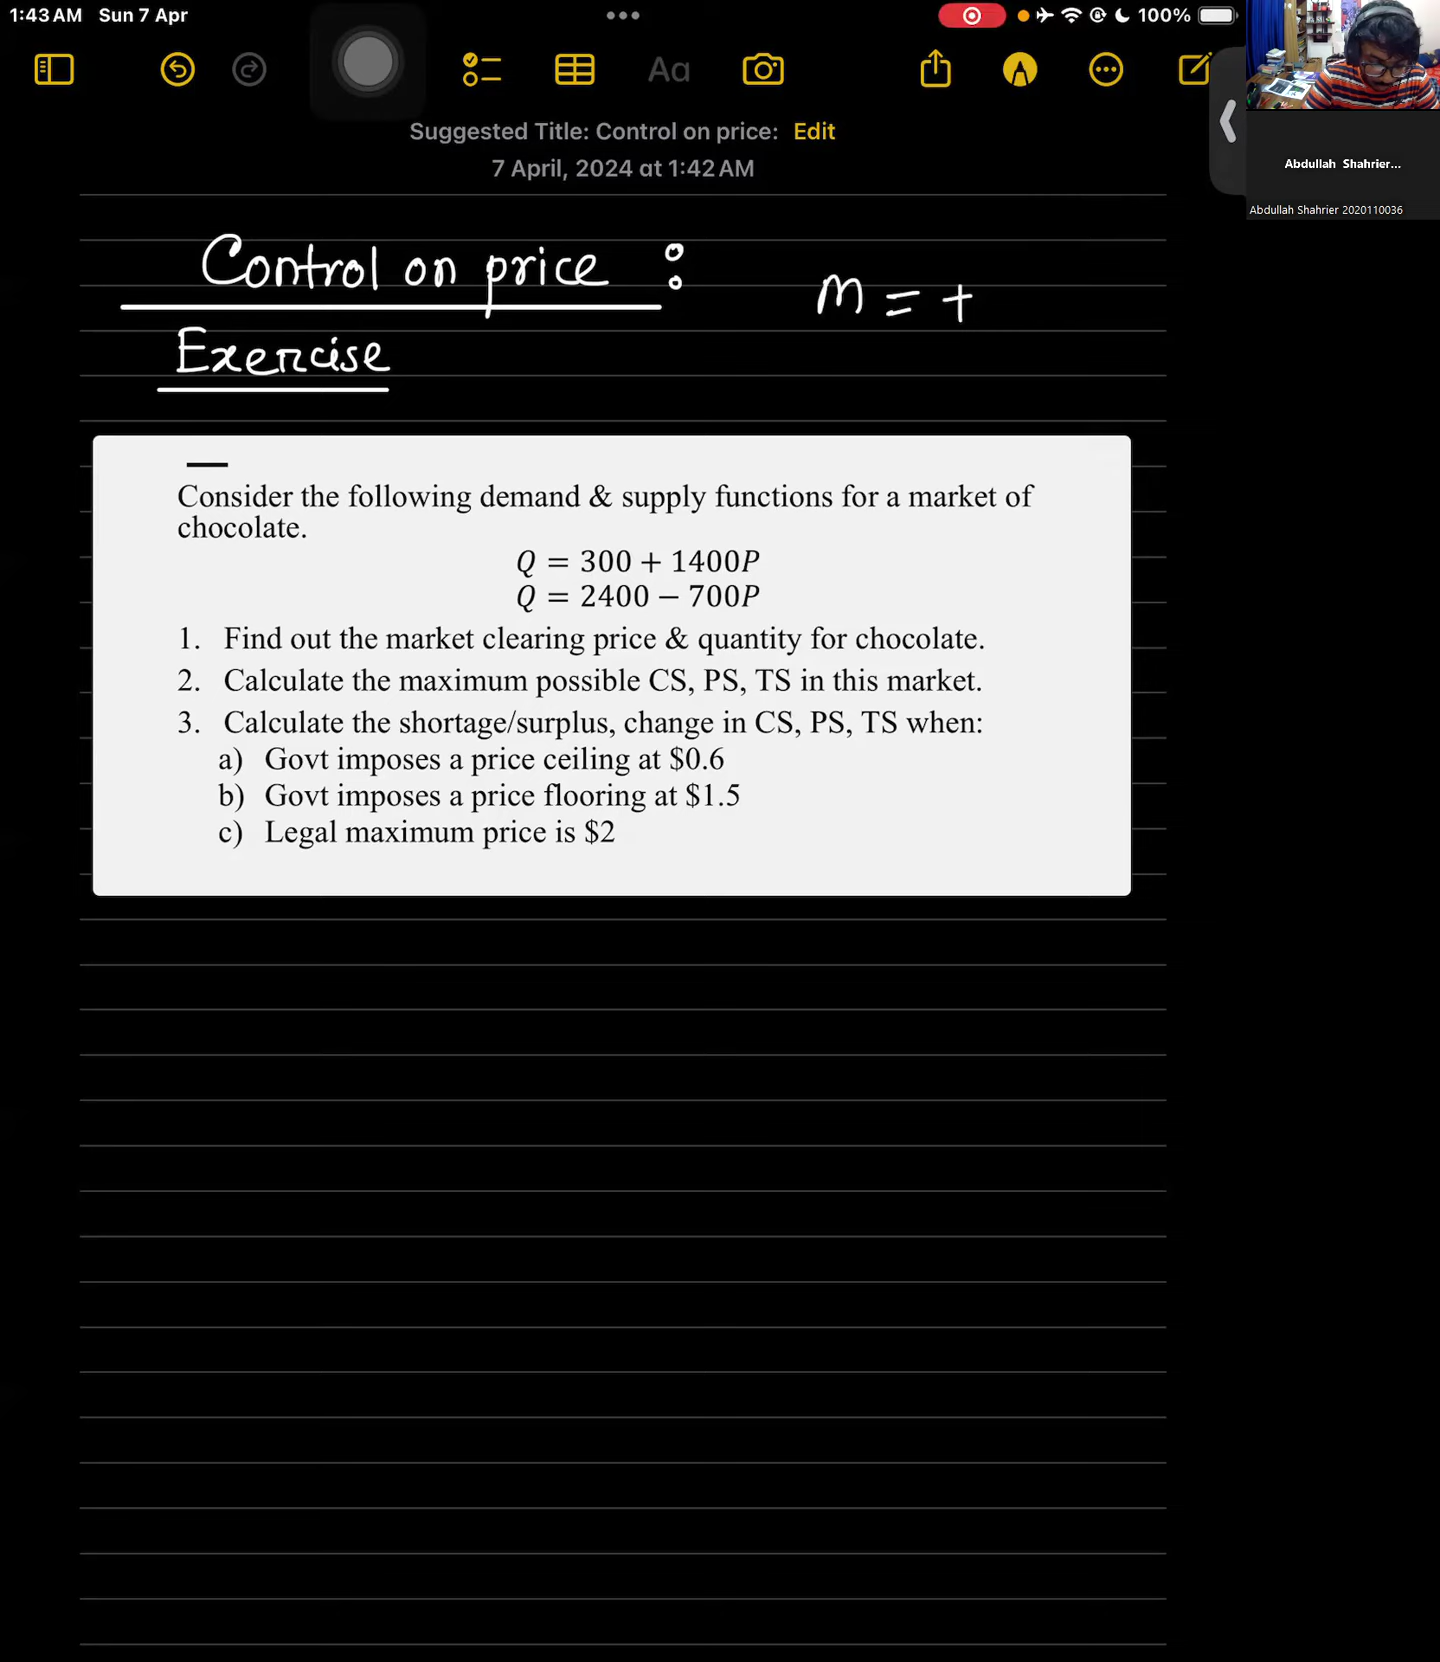 1:43 AM Sun 7 Apr
100%
Aa
Suggested Title: Control on price: Edit
7 April, 2024 at 1:42 AM
Abdullah Shahrier...
Abdullah Shahrier 2020110036
Control on price :
m = +
Exercise
Consider the following demand & supply functions for a market of
chocolate.
Q = 300 + 1400P
Q = 2400 − 700P
1. Find out the market clearing price & quantity for chocolate.
2. Calculate the maximum possible CS, PS, TS in this market.
3. Calculate the shortage/surplus, change in CS, PS, TS when:
a) Govt imposes a price ceiling at $0.6
b) Govt imposes a price flooring at $1.5
c) Legal maximum price is $2